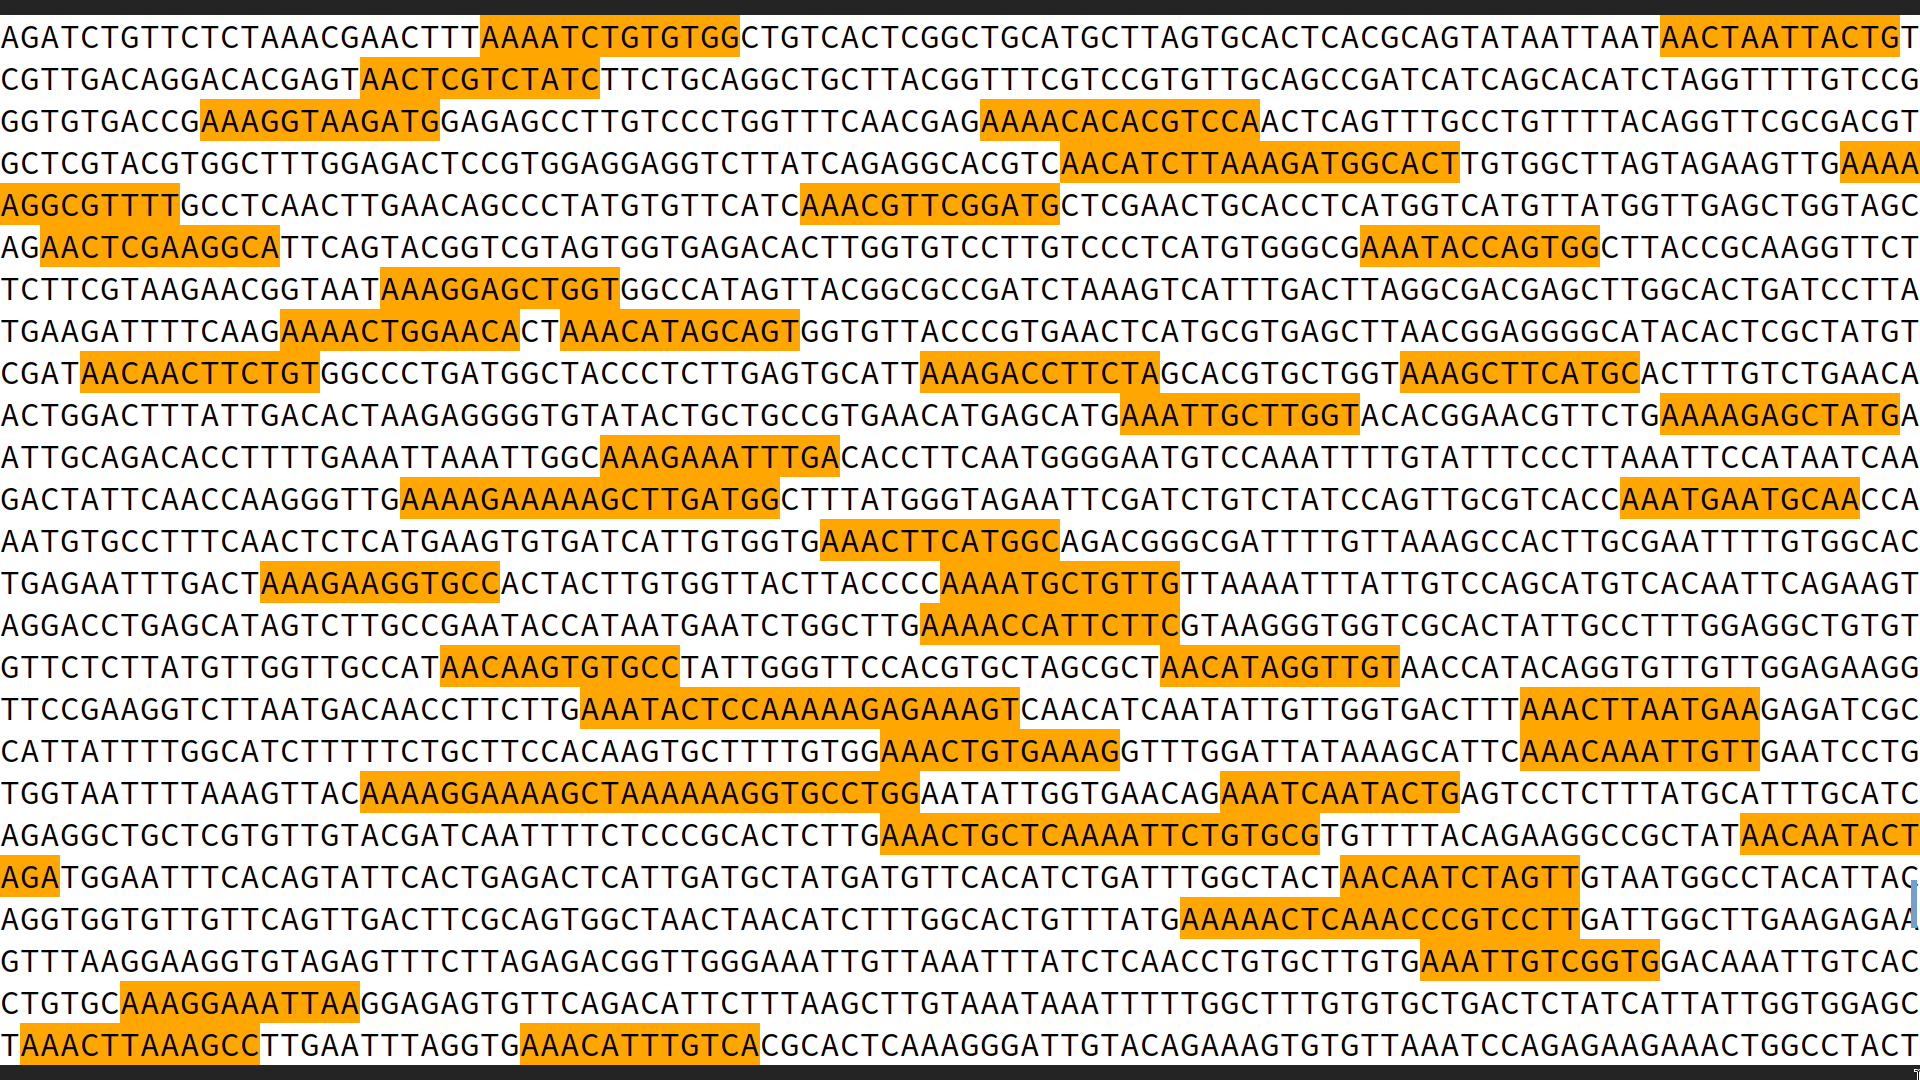 AGATCTGTTCTCTAAACGAACTTTAAAATCTGTGTGGCTGTCACTCGGCTGCATGCTTAGTGCACTCACGCAGTATAATTAATAACTAATTACTGT
CGTTGACAGGACACGAGTAACTCGTCTATCTTCTGCAGGCTGCTTACGGTTTCGTCCGTGTTGCAGCCGATCATCAGCACATCTAGGTTTTGTCCG
GGTGTGACCGAAAGGTAAGATGGAGAGCCTTGTCCCTGGTTTCAACGAGAAAACACACGTCCAACTCAGTTTGCCTGTTTTACAGGTTCGCGACGT
GCTCGTACGTGGCTTTGGAGACTCCGTGGAGGAGGTCTTATCAGAGGCACGTCAACATCTTAAAGATGGCACTTGTGGCTTAGTAGAAGTTGAAAA
AGGCGTTTTGCCTCAACTTGAACAGCCCTATGTGTTCATCAAACGTTCGGATGCTCGAACTGCACCTCATGGTCATGTTATGGTTGAGCTGGTAGC
AGAACTCGAAGGCATTCAGTACGGTCGTAGTGGTGAGACACTTGGTGTCCTTGTCCCTCATGTGGGCGAAATACCAGTGGCTTACCGCAAGGTTCT
TCTTCGTAAGAACGGTAATAAAGGAGCTGGTGGCCATAGTTACGGCGCCGATCTAAAGTCATTTGACTTAGGCGACGAGCTTGGCACTGATCCTTA
TGAAGATTTTCAAGAAAACTGGAACACTAAACATAGCAGTGGTGTTACCCGTGAACTCATGCGTGAGCTTAACGGAGGGGCATACACTCGCTATGT
CGATAACAACTTCTGTGGCCCTGATGGCTACCCTCTTGAGTGCATTAAAGACCTTCTAGCACGTGCTGGTAAAGCTTCATGCACTTTGTCTGAACA
ACTGGACTTTATTGACACTAAGAGGGGTGTATACTGCTGCCGTGAACATGAGCATGAAATTGCTTGGTACACGGAACGTTCTGAAAAGAGCTATGA
ATTGCAGACACCTTTTGAAATTAAATTGGCAAAGAAATTTGACACCTTCAATGGGGAATGTCCAAATTTTGTATTTCCCTTAAATTCCATAATCAA
GACTATTCAACCAAGGGTTGAAAAGAAAAAGCTTGATGGCTTTATGGGTAGAATTCGATCTGTCTATCCAGTTGCGTCACCAAATGAATGCAACCA
AATGTGCCTTTCAACTCTCATGAAGTGTGATCATTGTGGTGAAACTTCATGGCAGACGGGCGATTTTGTTAAAGCCACTTGCGAATTTTGTGGCAC
TGAGAATTTGACTAAAGAAGGTGCCACTACTTGTGGTTACTTACCCCAAAATGCTGTTGTTAAAATTTATTGTCCAGCATGTCACAATTCAGAAGT
AGGACCTGAGCATAGTCTTGCCGAATACCATAATGAATCTGGCTTGAAAACCATTCTTCGTAAGGGTGGTCGCACTATTGCCTTTGGAGGCTGTGT
GTTCTCTTATGTTGGTTGCCATAACAAGTGTGCCTATTGGGTTCCACGTGCTAGCGCTAACATAGGTTGTAACCATACAGGTGTTGTTGGAGAAGG
TTCCGAAGGTCTTAATGACAACCTTCTTGAAATACTCCAAAAAGAGAAAGTCAACATCAATATTGTTGGTGACTTTAAACTTAATGAAGAGATCGC
CATTATTTTGGCATCTTTTTCTGCTTCCACAAGTGCTTTTGTGGAAACTGTGAAAGGTTTGGATTATAAAGCATTCAAACAAATTGTTGAATCCTG
TGGTAATTTTAAAGTTACAAAAGGAAAAGCTAAAAAAGGTGCCTGGAATATTGGTGAACAGAAATCAATACTGAGTCCTCTTTATGCATTTGCATC
AGAGGCTGCTCGTGTTGTACGATCAATTTTCTCCCGCACTCTTGAAACTGCTCAAAATTCTGTGCGTGTTTTACAGAAGGCCGCTATAACAATACT
AGATGGAATTTCACAGTATTCACTGAGACTCATTGATGCTATGATGTTCACATCTGATTTGGCTACTAACAATCTAGTTGTAATGGCCTACATTAC
AGGTGGTGTTGTTCAGTTGACTTCGCAGTGGCTAACTAACATCTTTGGCACTGTTTATGAAAAACTCAAACCCGTCCTTGATTGGCTTGAAGAGAA
GTTTAAGGAAGGTGTAGAGTTTCTTAGAGACGGTTGGGAAATTGTTAAATTTATCTCAACCTGTGCTTGTGAAATTGTCGGTGGACAAATTGTCAC
CTGTGCAAAGGAAATTAAGGAGAGTGTTCAGACATTCTTTAAGCTTGTAAATAAATTTTTGGCTTTGTGTGCTGACTCTATCATTATTGGTGGAGC
TAAACTTAAAGCCTTGAATTTAGGTGAAACATTTGTCACGCACTCAAAGGGATTGTACAGAAAGTGTGTTAAATCCAGAGAAGAAACTGGCCTACT